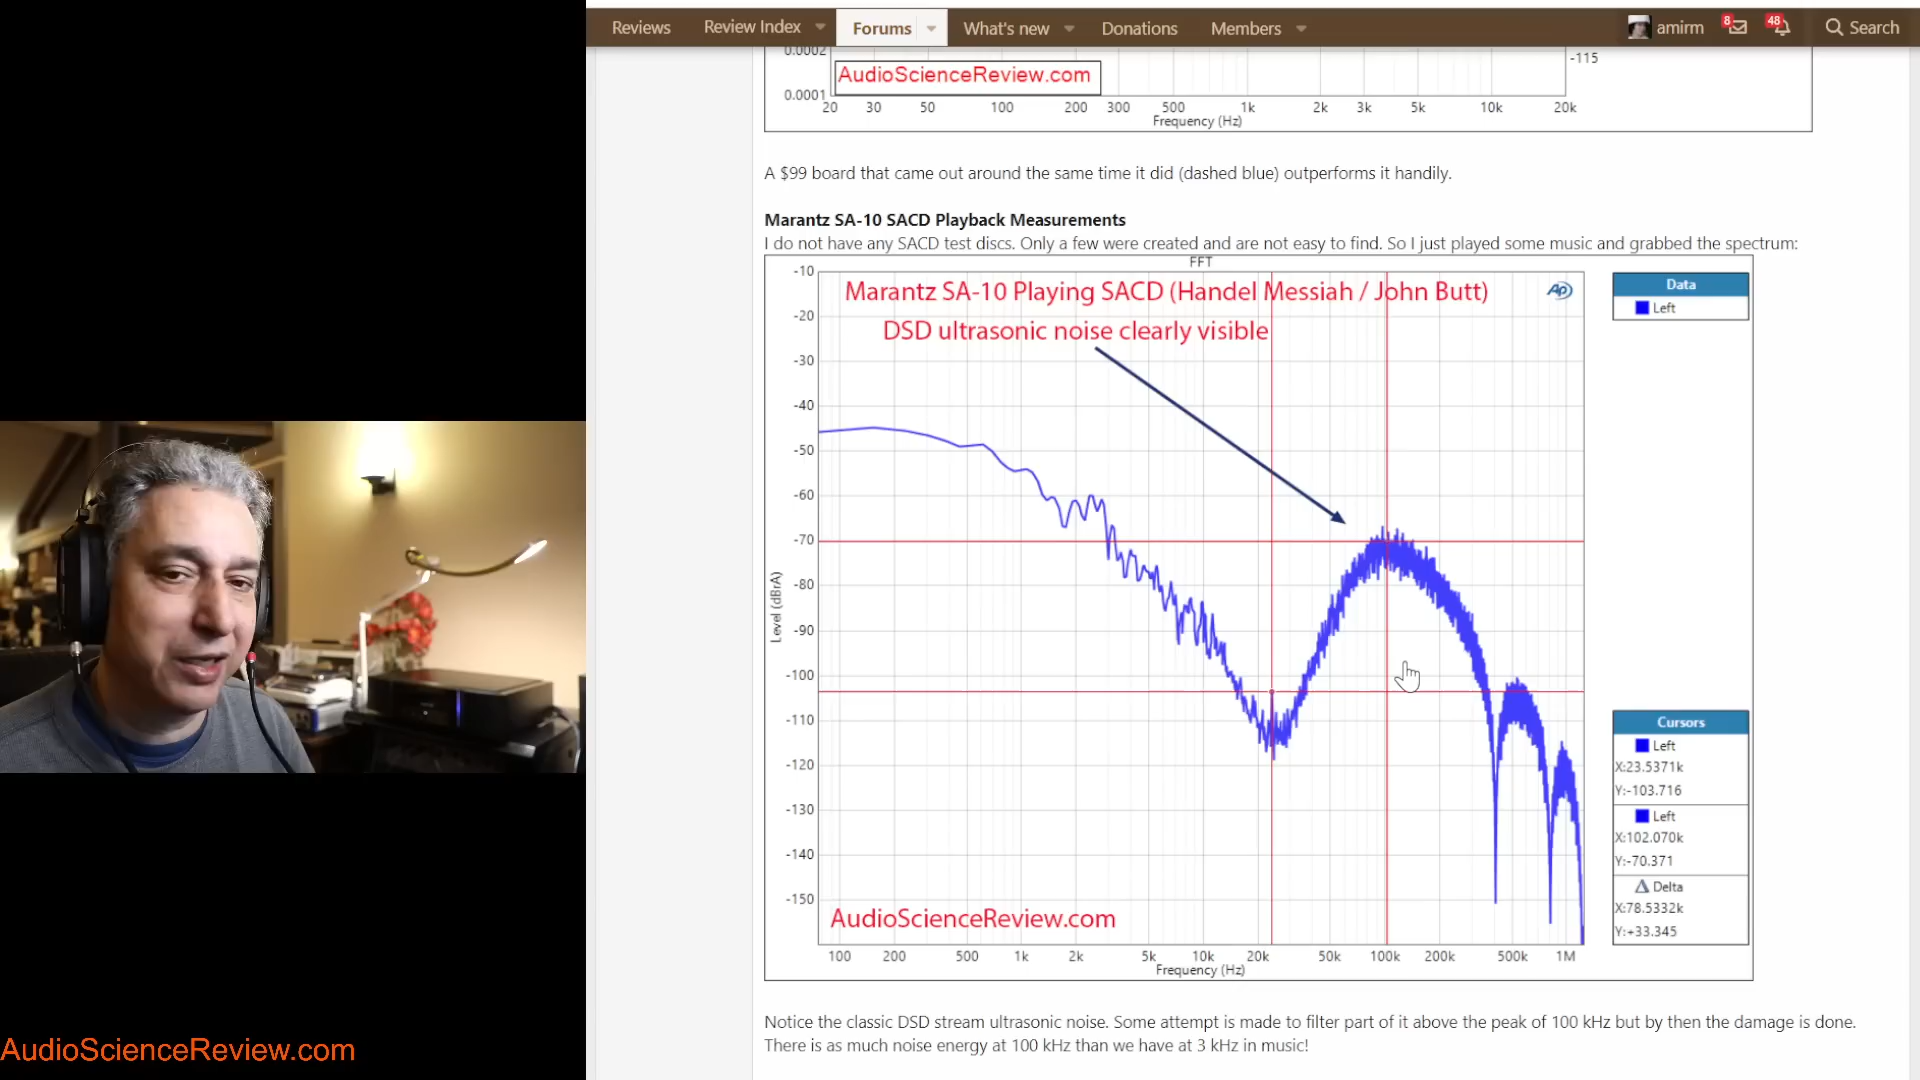 Reviews Review Index Forums What's new Donations Members 8 48 amirm Search
0.0002 -115
AudioScienceReview.com
0.0001
20 30 50 100 200 300 500 1k 2k 3k 5k 10k 20k
Frequency (Hz)
A $99 board that came out around the same time it did (dashed blue) outperforms it handily.
Marantz SA-10 SACD Playback Measurements
I do not have any SACD test discs. Only a few were created and are not easy to find. So I just played some music and grabbed the spectrum:
FFT
Marantz SA-10 Playing SACD (Handel Messiah / John Butt)
DSD ultrasonic noise clearly visible
AP
-10
-20
-30
-40
-50
-60
-70
-80
-90
-100
-110
-120
-130
-140
-150
Level (dBrA)
AudioScienceReview.com
100 200 500 1k 2k 5k 10k 20k 50k 100k 200k 500k 1M
Frequency (Hz)
Data
Left
Cursors
Left
X:23.5371k
Y:-103.716
Left
X:102.070k
Y:-70.371
Δ Delta
X:78.5332k
Y:+33.345
Notice the classic DSD stream ultrasonic noise. Some attempt is made to filter part of it above the peak of 100 kHz but by then the damage is done.
There is as much noise energy at 100 kHz than we have at 3 kHz in music!
AudioScienceReview.com